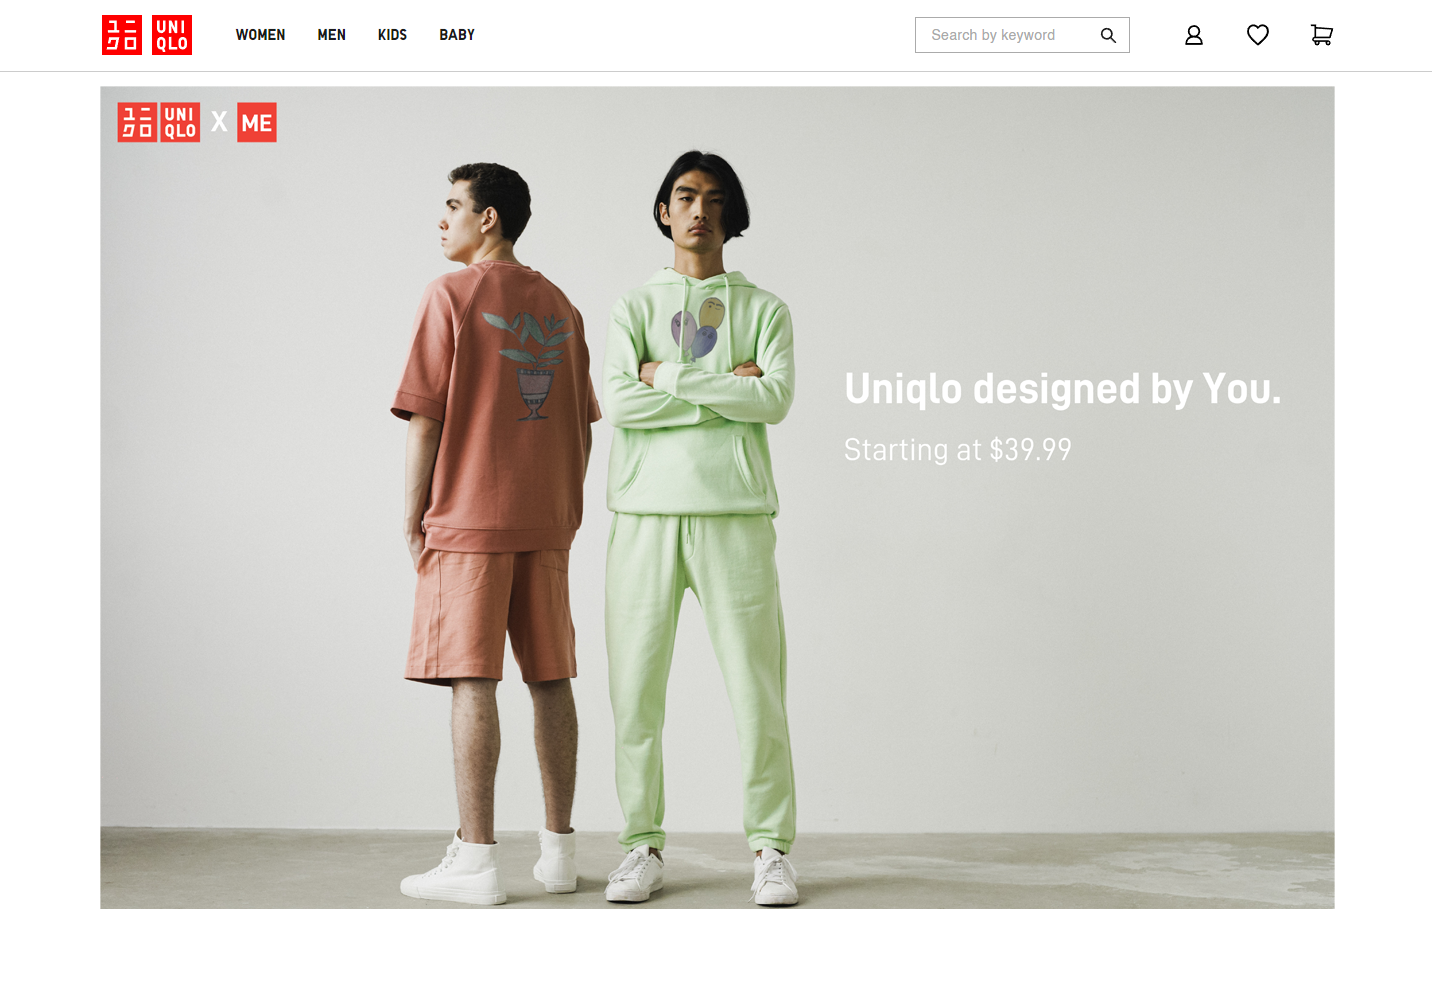 ユニ UNI
クロ QLO
WOMEN MEN KIDS BABY
Search by keyword
ユニ UNI
クロ QLO X ME
Uniqlo designed by You.
Starting at $39.99